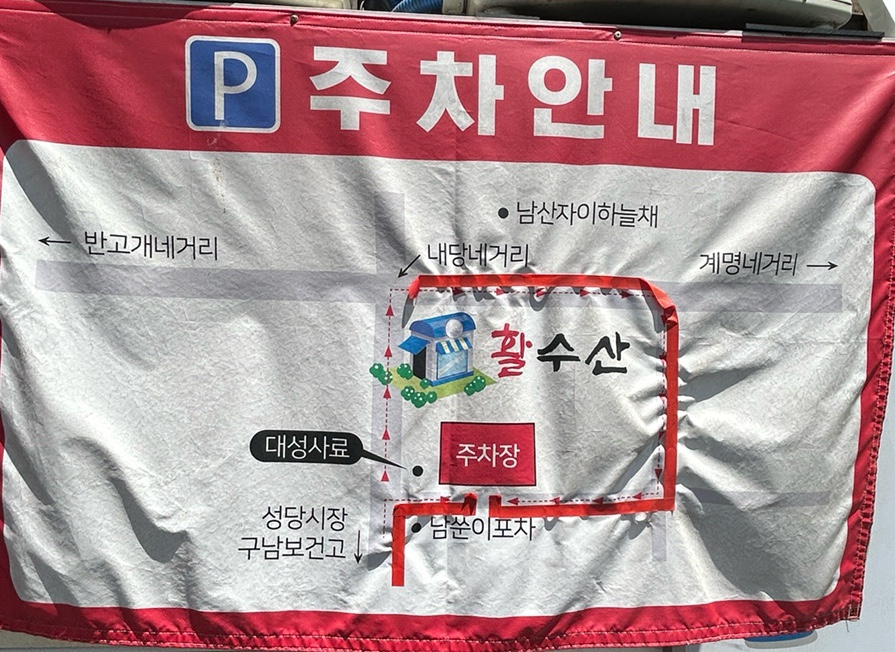 P 주차안내
남산자이하늘채
← 반고개네거리
내당네거리
계명네거리 →
활수산
대성사료
주차장
성당시장
구남보건고
남쑨이포차